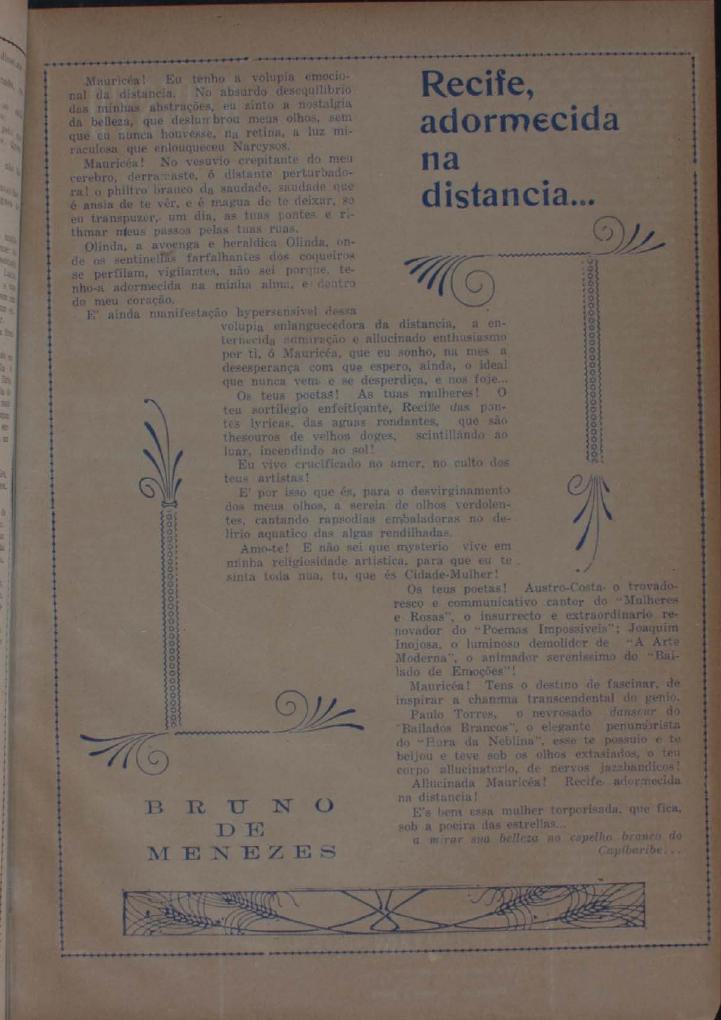 Recife,
adormecida
na
distancia...
Mauricéa! Eu tenho a volupia emocio-
nal da distancia. No absurdo desequilibrio
das minhas abstrações, eu sinto a nostalgia
da belleza, que deslumbrou meus olhos, sem
que eu nunca houvesse, na retina, a luz mi-
raculosa que enlouqueceu Narcysos.
Mauricéa! No vesuvio crepitante do meu
cerebro, derramaste, ó distante perturbado-
ra! o philtro branco da saudade, saudade que
é ansia de te vêr, e é magua de te deixar, se
eu transpuzer, um dia, as tuas pontes e ri-
thmar meus passos pelas tuas ruas.
Olinda, a avoenga e heraldica Olinda, on-
de os sentinellas farfalhantes dos coqueiros
se perfilam, vigilantes, não sei porque, te-
nho-a adormecida na minha alma, e dentro
do meu coração.
E' ainda manifestação hypersensivel dessa
volupia enlanguecedora da distancia, a en-
ternecida admiração e allucinado enthusiasmo
por ti, ó Mauricéa, que eu sonho, na mes a
desesperança com que espero, ainda, o ideal
que nunca vem e se desperdiça, e nos foje...
Os teus poetas! As tuas mulheres! O
teu sortilegio enfeitiçante, Recife das pon-
tes lyricas, das aguas rondantes, que são
thesouros de velhos doges, scintillando ao
luar, incendindo ao sol!
Eu vivo crucificado no amor, no culto dos
teus artistas!
E' por isso que és, para o desvirginamento
dos meus olhos, a sereia de olhos verdolen-
tes, cantando rapsodias embaladoras no de-
lirio aquatico das algas rendilhadas.
Amo-te! E não sei que mysterio vive em
minha religiosidade artistica, para que eu te
sinta toda nua, tu, que és Cidade-Mulher!
Os teus poetas! Austro-Costa, o trovado-
resco e communicativo cantor do "Mulheres
e Rosas", o insurrecto e extraordinario re-
novador do "Poemas Impossiveis"; Joaquim
Inojosa, o luminoso demolidor de "A Arte
Moderna", o animador serenissimo do "Bai-
lado de Emoções"!
Mauricéa! Tens o destino de fascinar, de
inspirar a chamma transcendental do genio.
Paulo Torres, o nevrosado danseur do
"Bailados Brancos", o elegante penumbrista
do "Hora da Neblina", esse te possuio e te
beijou e teve sob os olhos extasiados, o teu
corpo allucinatorio, de nervos jazzbandicos!
Allucinada Mauricéa! Recife adormecida
na distancia!
E's bem essa mulher torporisada, que fica,
sob a poeira das estrellas...
a mirar sua belleza no espelho branco do
Capibaribe...
BRUNO
DE
MENEZES